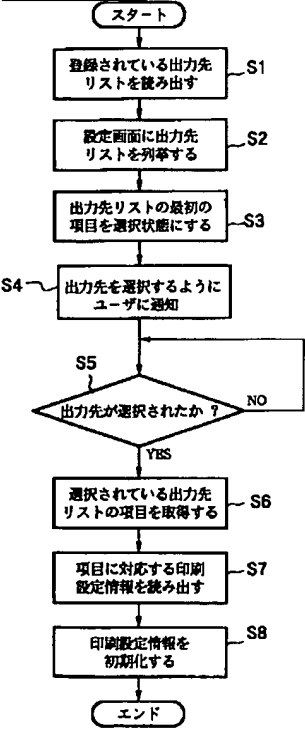 スタート
登録されている出力先
リストを読み出す
S1
設定画面に出力先
リストを列挙する
S2
出力先リストの最初の
項目を選択状態にする
S3
S4
出力先を選択するように
ユーザに通知
S5
出力先が選択されたか ?
NO
YES
選択されている出力先
リストの項目を取得する
S6
項目に対応する印刷
設定情報を読み出す
S7
印刷設定情報を
初期化する
S8
エンド